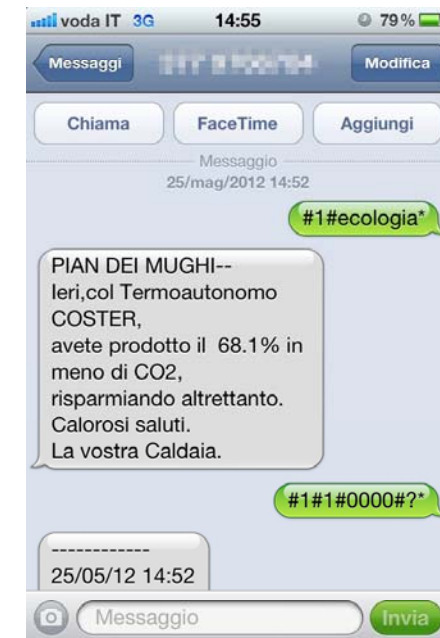 voda IT 3G 14:55 79%
Messaggi Modifica
Chiama FaceTime Aggiungi
Messaggio
25/mag/2012 14:52
#1#ecologia*
PIAN DEI MUGHI--
Ieri,col Termoautonomo
COSTER,
avete prodotto il 68.1% in
meno di CO2,
risparmiando altrettanto.
Calorosi saluti.
La vostra Caldaia.
#1#1#0000#?*
------------
25/05/12 14:52
Messaggio Invia